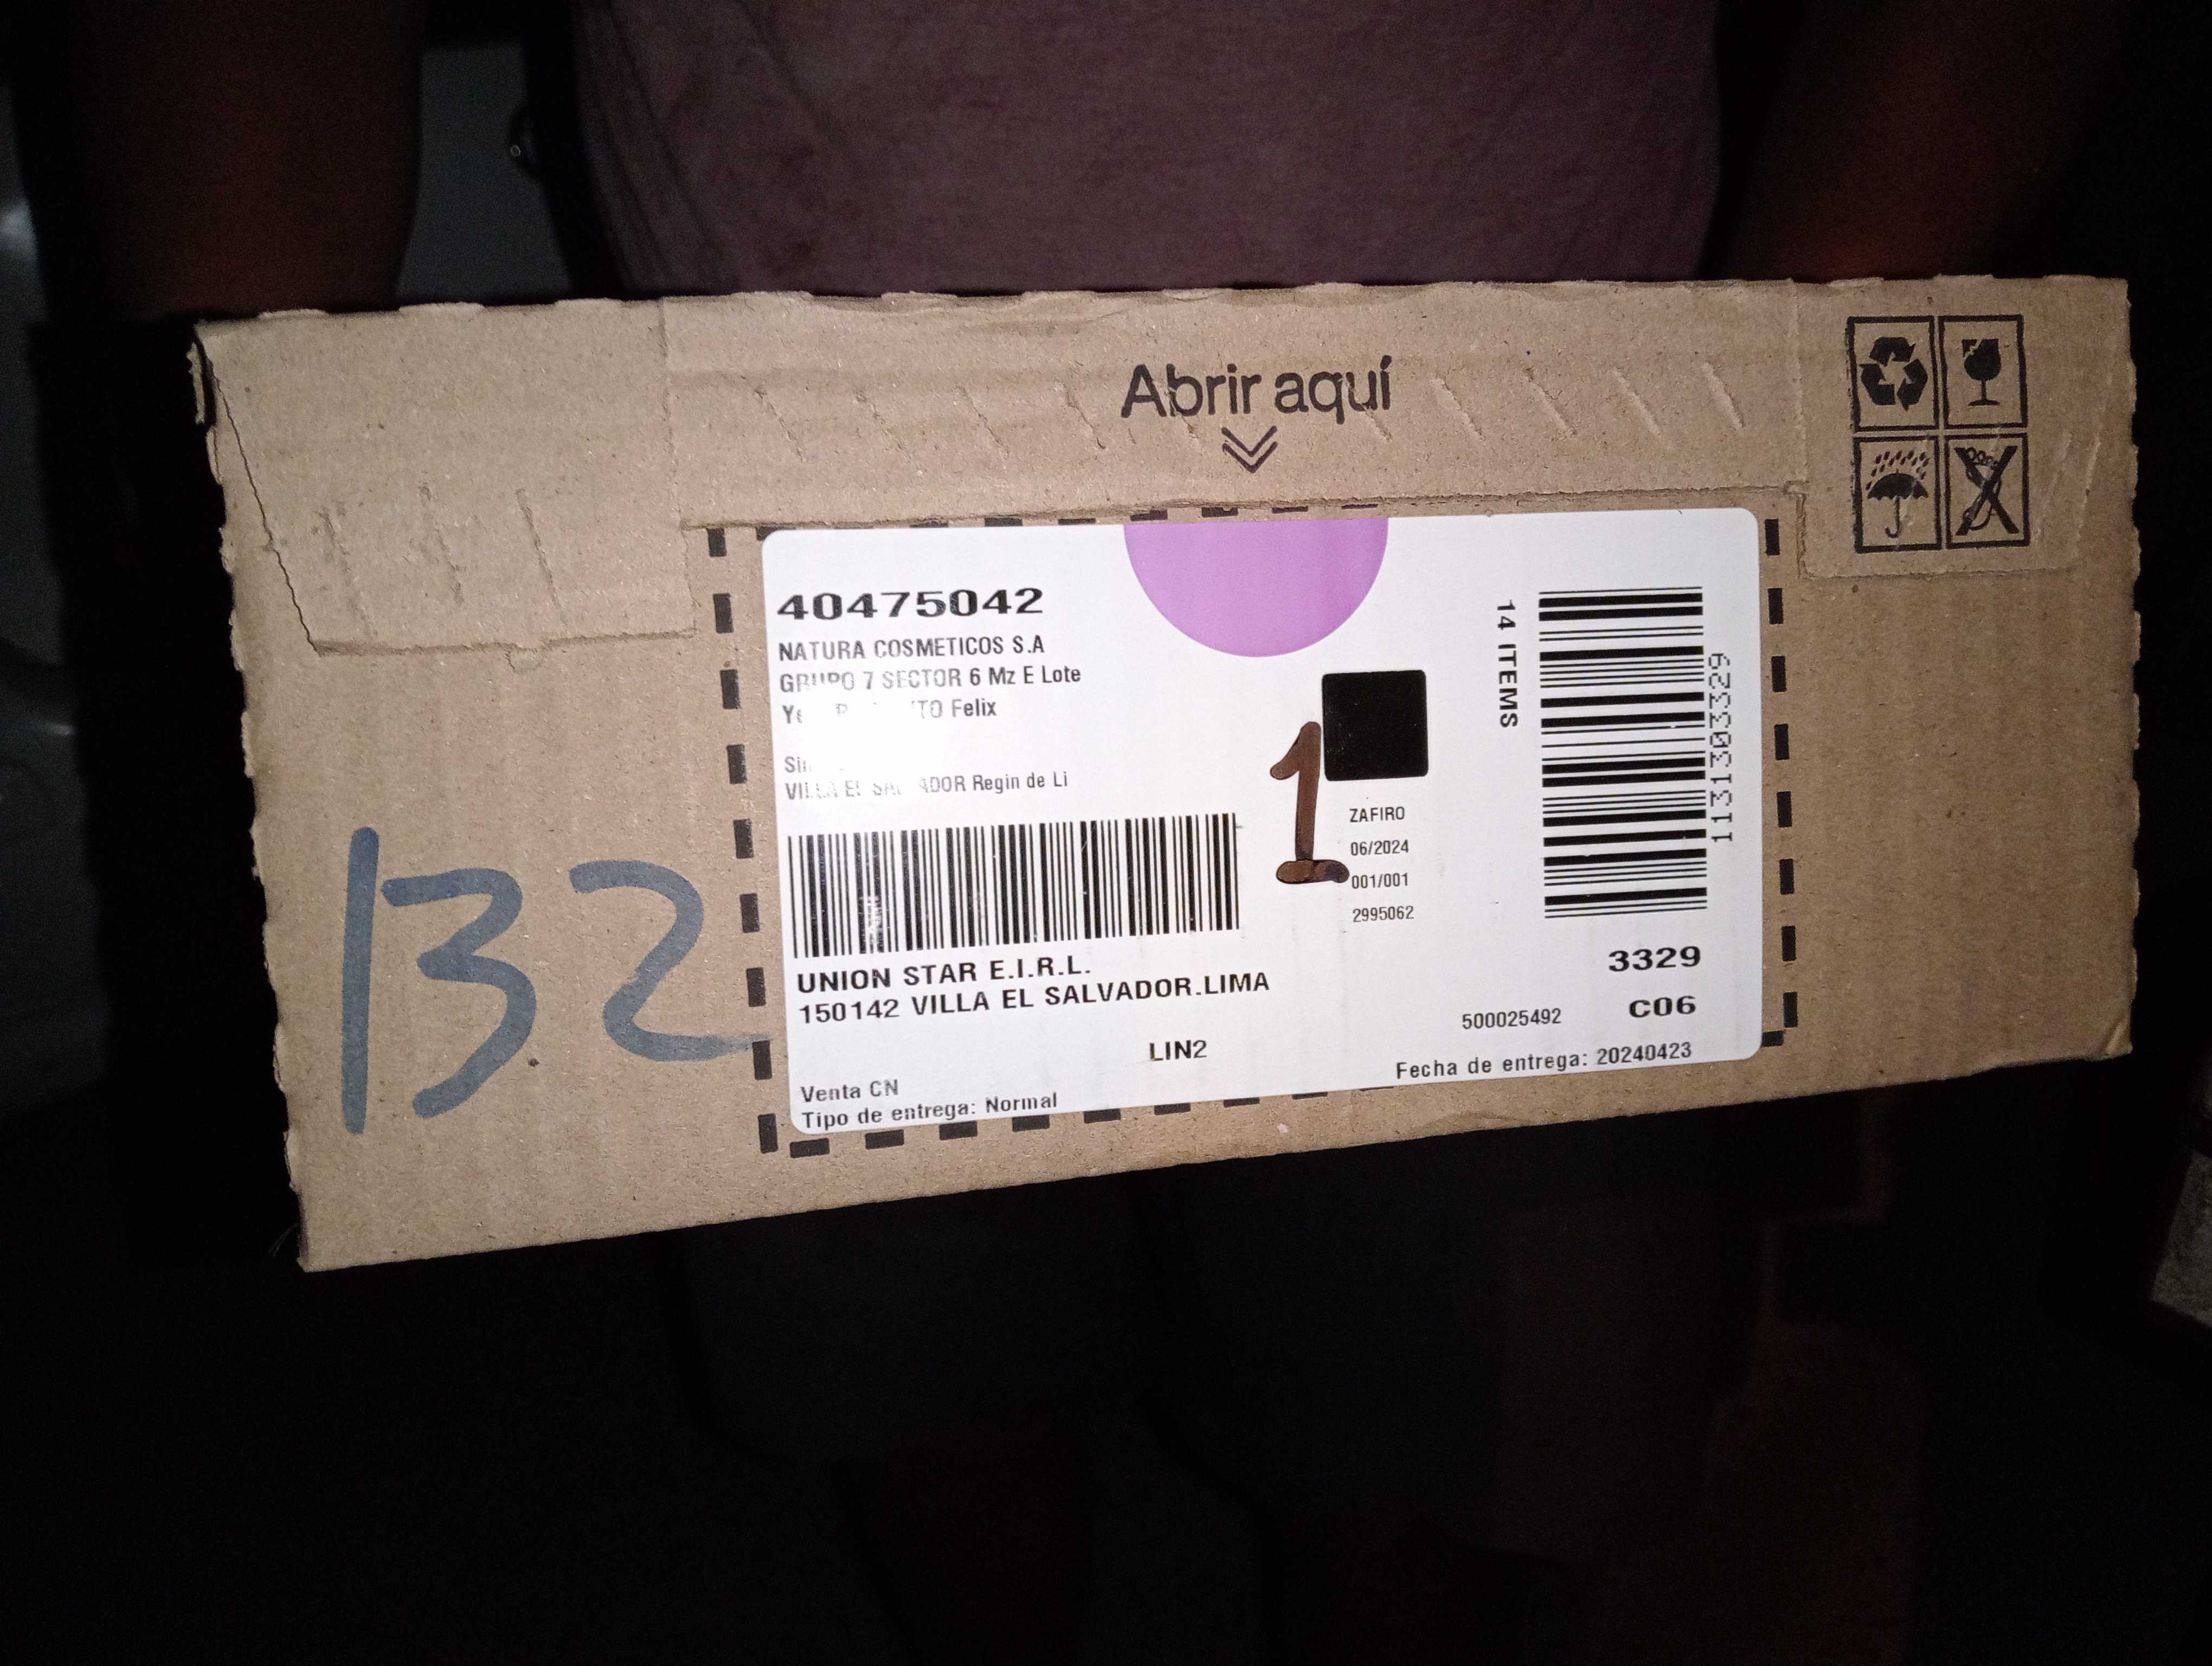 Abrir aquí
40475042
NATURA COSMETICOS S.A
GRUPO 7 SECTOR 6 Mz E Lote
Felix
VILLA EL SALVADOR Regin de Li
UNION STAR E.I.R.L.
150142 VILLA EL SALVADOR.LIMA
LIN2
Venta CN
Tipo de entrega: Normal
1
ZAFIRO
06/2024
001/001
2995062
14 ITEMS
11313033329
3329
500025492 C06
Fecha de entrega: 20240423
132